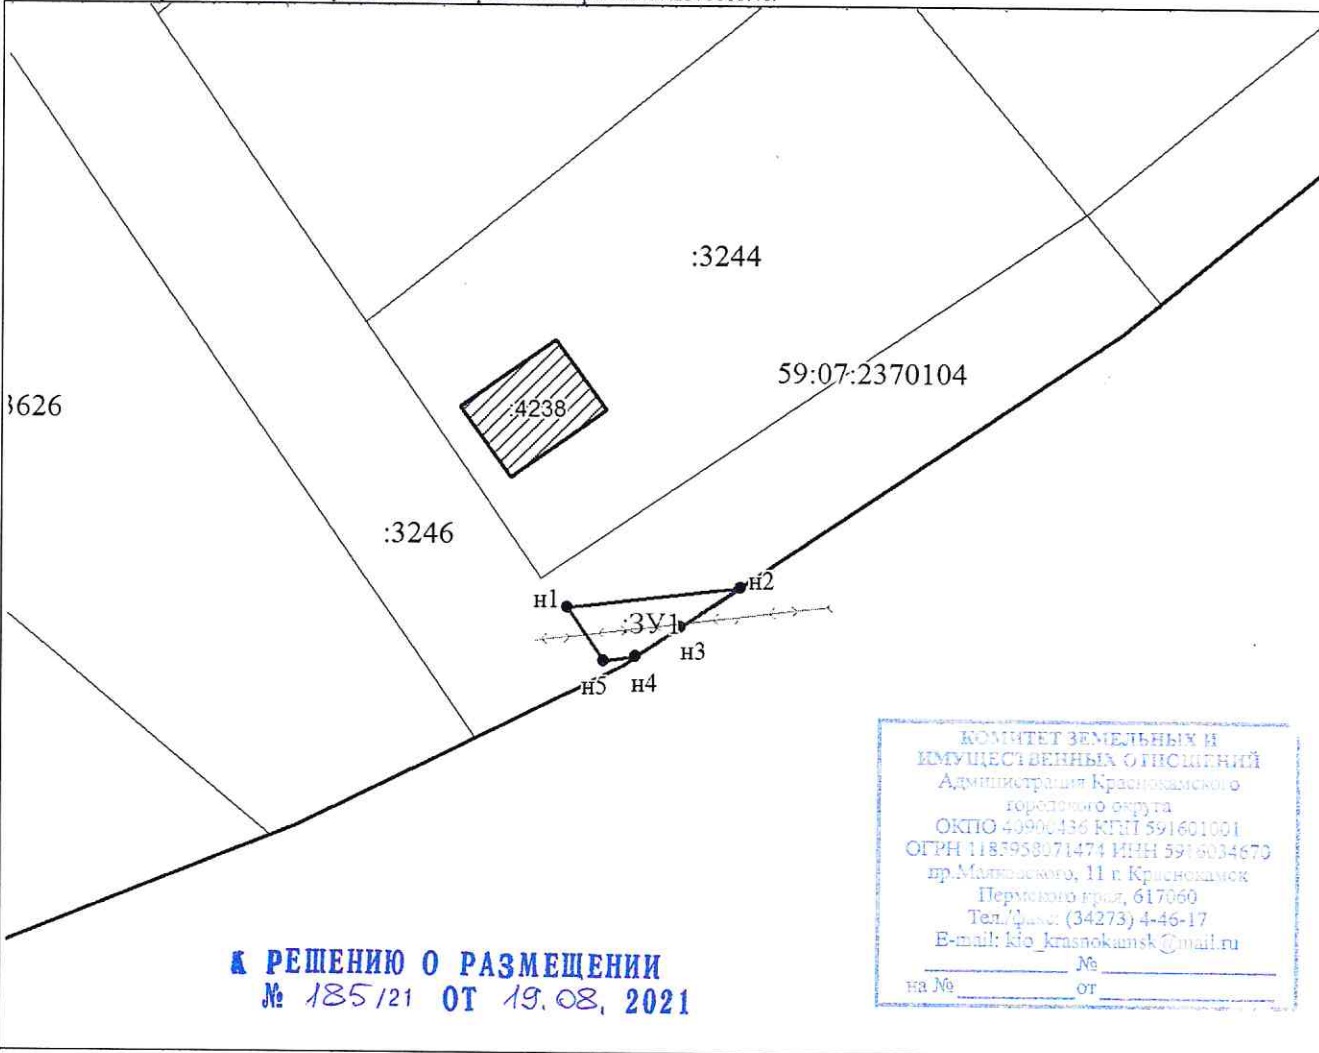 :3244
59:07:2370104
3626
:4238
:3246
н1
н2
:ЗУ1
н3
н5
н4
КОМИТЕТ ЗЕМЕЛЬНЫХ И
ИМУЩЕСТВЕННЫХ ОТНОШЕНИЙ
Администрация Краснокамского
городского округа
ОКПО 40900436 КПП 591601001
ОГРН 1185958071474 ИНН 5916034670
пр.Маяковского, 11 г. Краснокамск
Пермского края, 617060
Тел./факс: (34273) 4-46-17
E-mail: kio_krasnokamsk@mail.ru
№
на № от
К РЕШЕНИЮ О РАЗМЕЩЕНИИ
№ 185/21 ОТ 19.08. 2021